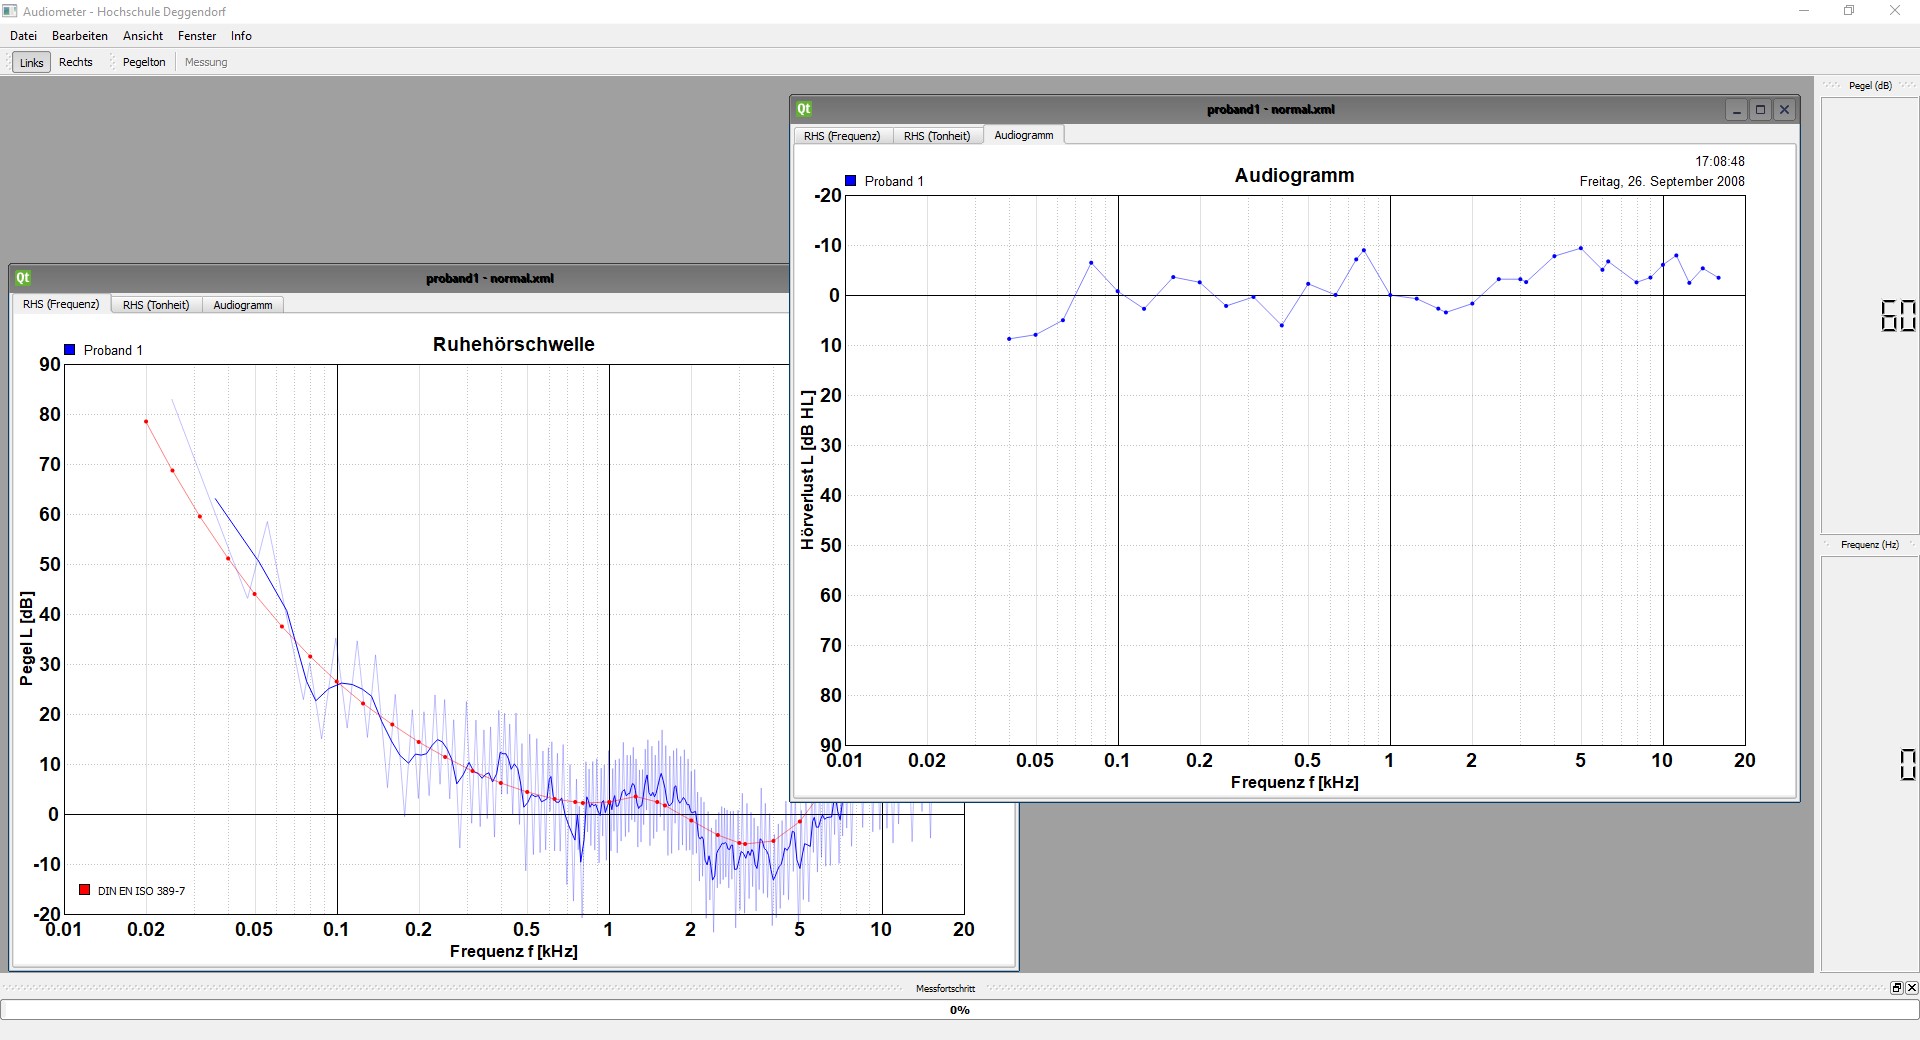 Audiometer - Hochschule Deggendorf
Datei Bearbeiten Ansicht Fenster Info
Links Rechts Pegelton Messung
proband1 - normal.xml
RHS (Frequenz) RHS (Tonheit) Audiogramm
Ruhehörschwelle
Proband 1
90
80
70
60
50
40
30
20
10
0
-10
-20
Pegel L [dB]
DIN EN ISO 389-7
0.01 0.02 0.05 0.1 0.2 0.5 1 2 5 10 20
Frequenz f [kHz]
proband1 - normal.xml
RHS (Frequenz) RHS (Tonheit) Audiogramm
17:08:48
Audiogramm
Proband 1
Freitag, 26. September 2008
-20
-10
0
10
20
30
40
50
60
70
80
90
Hörverlust L [dB HL]
0.01 0.02 0.05 0.1 0.2 0.5 1 2 5 10 20
Frequenz f [kHz]
Pegel (dB)
60
Frequenz (Hz)
0
Messfortschritt
0%